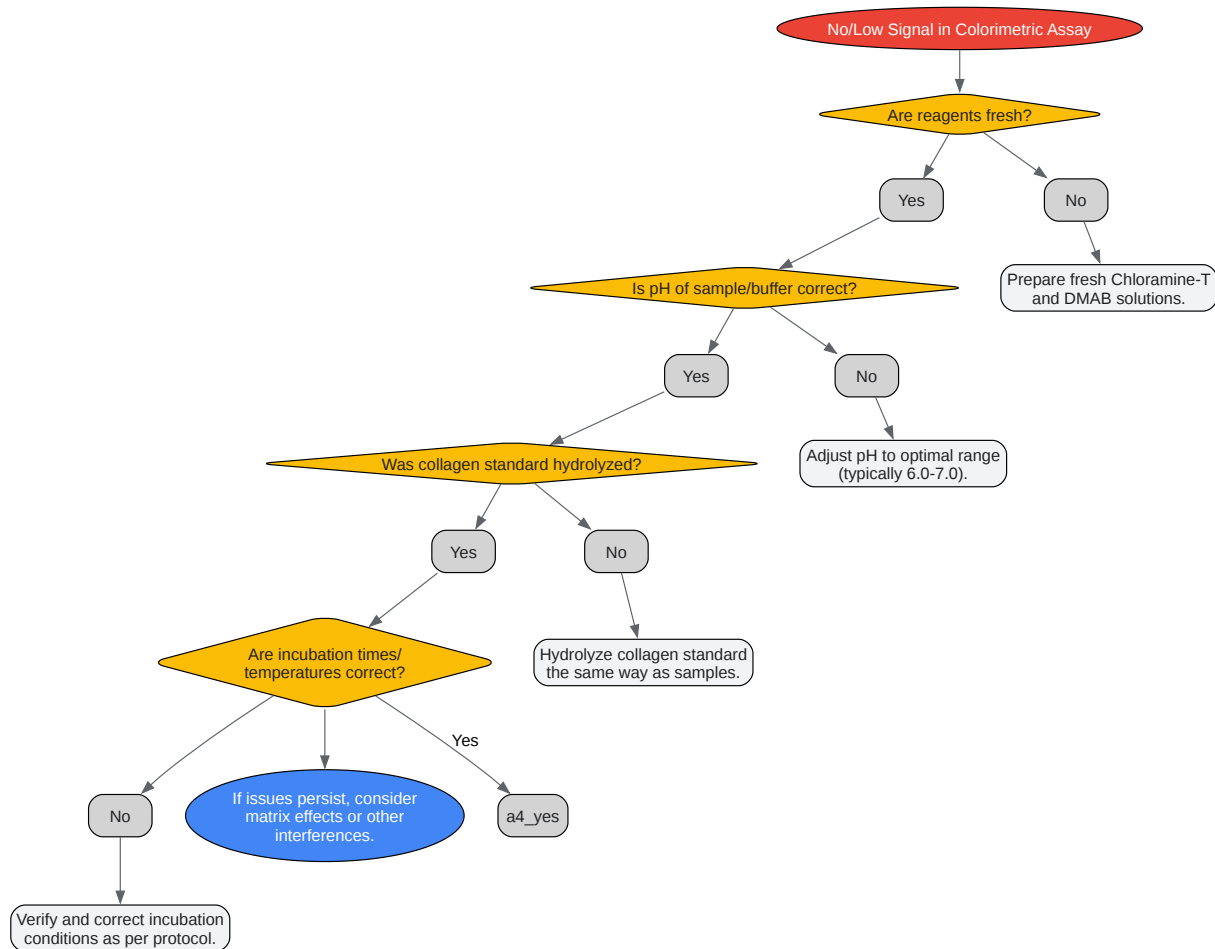 No/Low Signal in Colorimetric Assay
Are reagents fresh?
Yes
No
Prepare fresh Chloramine-T
and DMAB solutions.
Is pH of sample/buffer correct?
Yes
No
Adjust pH to optimal range
(typically 6.0-7.0).
Was collagen standard hydrolyzed?
Yes
No
Hydrolyze collagen standard
the same way as samples.
Are incubation times/
temperatures correct?
Yes
No
If issues persist, consider
matrix effects or other
interferences.
a4_yes
Verify and correct incubation
conditions as per protocol.